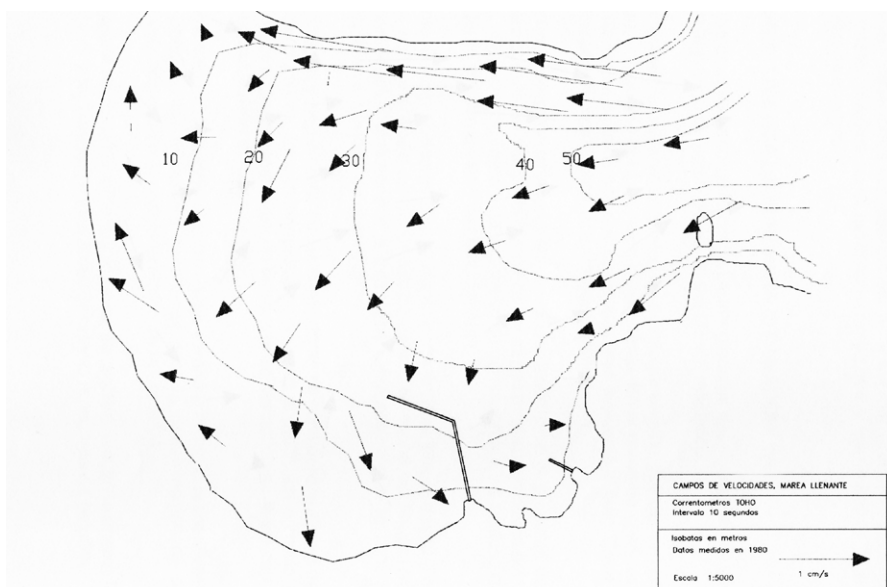 10
20
30
40
50
CAMPOS DE VELOCIDADES, MAREA LLENANTE
Correntometros TOHO
Intervalo 10 segundos
Isobatas en metros
Datos medidos en 1980
Escala 1:5000
1 cm/s